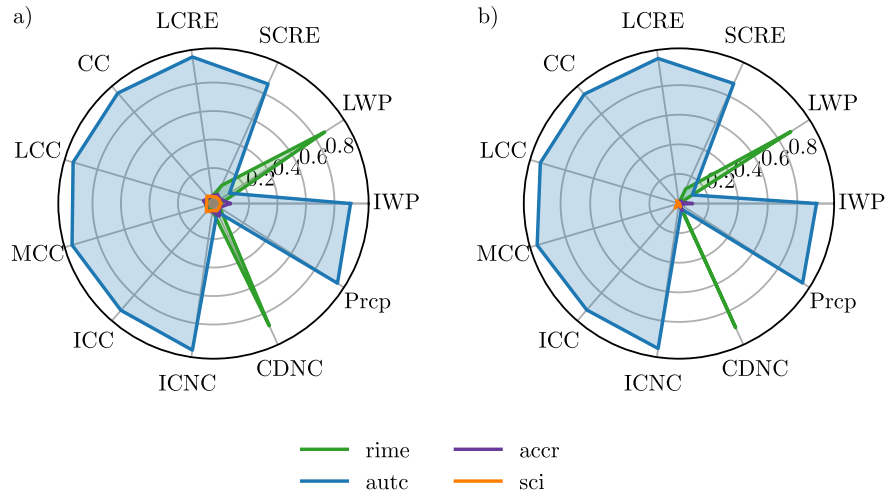 a)
LCRE
SCRE
CC
LWP
LCC
0.2
0.4
0.6
0.8
IWP
MCC
Prcp
ICC
CDNC
ICNC
b)
LCRE
SCRE
CC
LWP
LCC
0.2
0.4
0.6
0.8
IWP
MCC
Prcp
ICC
CDNC
ICNC
rime
accr
autc
sci